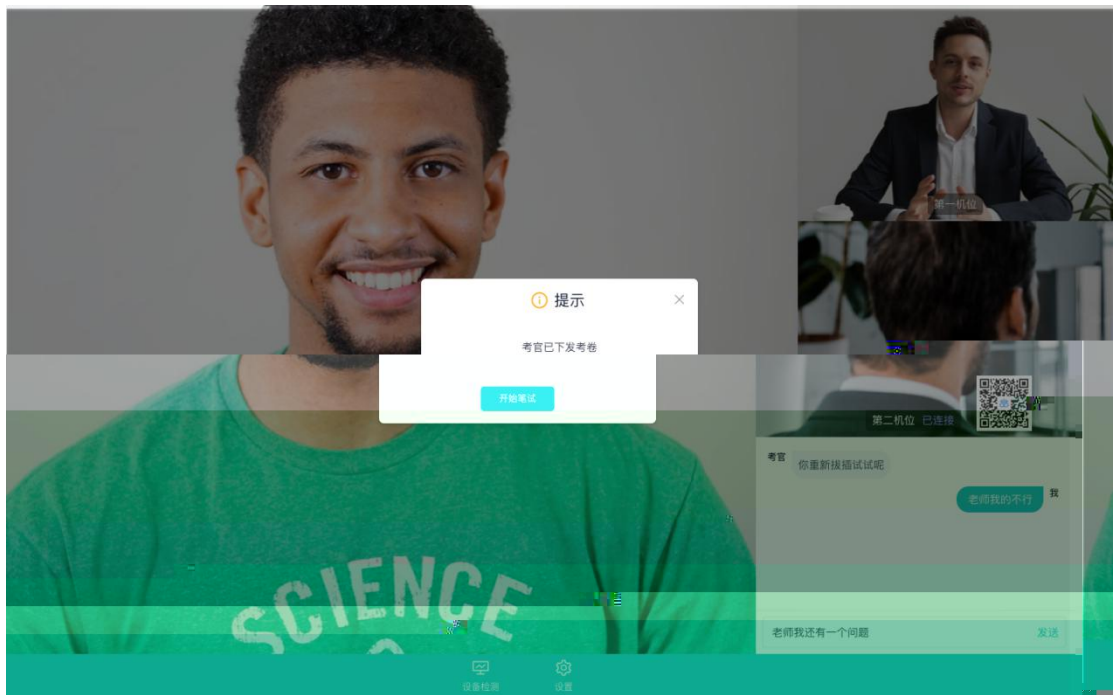 第一机位
提示
考官已下发考卷
开始笔试
第二机位 已连接
考官
你重新拔插试试呢
我
老师我的不行
SCIENCE
老师我还有一个问题
发送
设备检测
设置